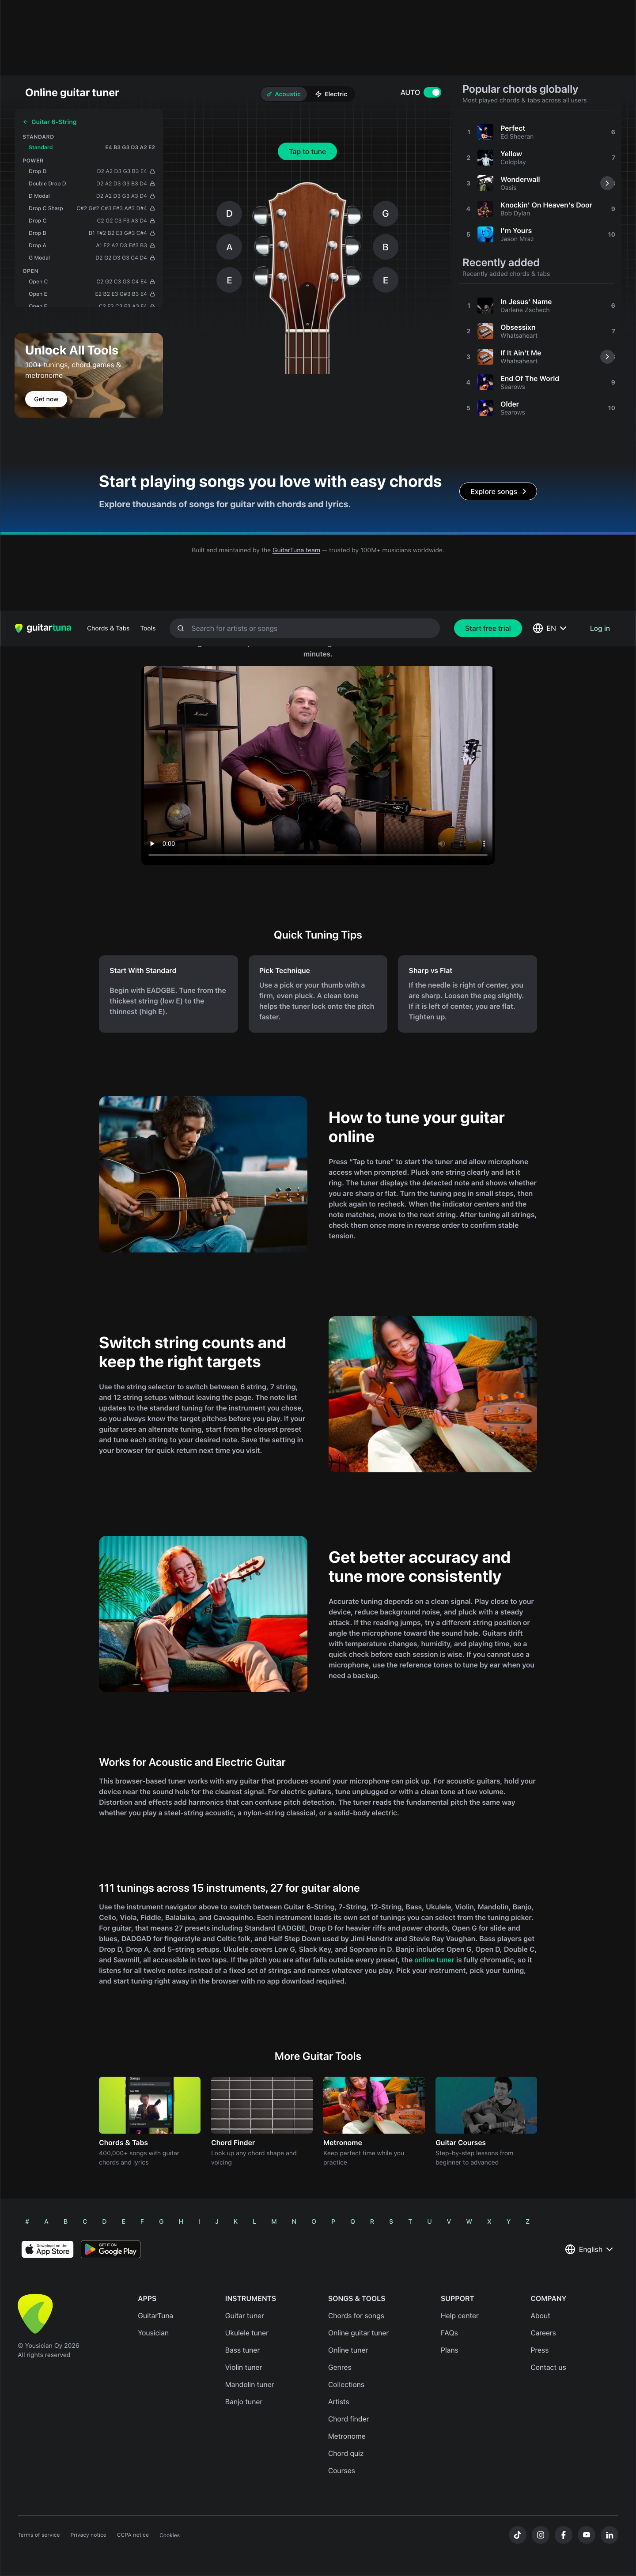 Online guitar tuner
Acoustic
Electric
AUTO
Guitar 6-String
STANDARD
Standard E4 B3 G3 D3 A2 E2
POWER
Drop D D2 A2 D3 G3 B3 E4
Double Drop D D2 A2 D3 G3 B3 D4
D Modal D2 A2 D3 G3 A3 D4
Drop C Sharp C#2 G#2 C#3 F#3 A#3 D#4
Drop C C2 G2 C3 F3 A3 D4
Drop B B1 F#2 B2 E3 G#3 C#4
Drop A A1 E2 A2 D3 F#3 B3
G Modal D2 G2 D3 G3 C4 D4
OPEN
Open C C2 G2 C3 G3 C4 E4
Open E E2 B2 E3 G#3 B3 E4
Tap to tune
D G
A B
E E
Unlock All Tools
100+ tunings, chord games &
metronome
Get now
Popular chords globally
Most played chords & tabs across all users
1 Perfect 6
Ed Sheeran
2 Yellow 7
Coldplay
3 Wonderwall
Oasis
4 Knockin' On Heaven's Door 9
Bob Dylan
5 I'm Yours 10
Jason Mraz
Recently added
Recently added chords & tabs
1 In Jesus' Name 6
Darlene Zschech
2 Obsessixn 7
Whatsaheart
3 If It Ain't Me
Whatsaheart
4 End Of The World 9
Searows
5 Older 10
Searows
Start playing songs you love with easy chords
Explore thousands of songs for guitar with chords and lyrics.
Explore songs
Built and maintained by the GuitarTuna team — trusted by 100M+ musicians worldwide.
guitartuna
Chords & Tabs
Tools
Search for artists or songs
Start free trial
EN
Log in
minutes.
Marshall
0:00
Quick Tuning Tips
Start With Standard
Begin with EADGBE. Tune from the
thickest string (low E) to the
thinnest (high E).
Pick Technique
Use a pick or your thumb with a
firm, even pluck. A clean tone
helps the tuner lock onto the pitch
faster.
Sharp vs Flat
If the needle is right of center, you
are sharp. Loosen the peg slightly.
If it is left of center, you are flat.
Tighten up.
How to tune your guitar
online
Press “Tap to tune” to start the tuner and allow microphone
access when prompted. Pluck one string clearly and let it
ring. The tuner displays the detected note and shows whether
you are sharp or flat. Turn the tuning peg in small steps, then
pluck again to recheck. When the indicator centers and the
note matches, move to the next string. After tuning all strings,
check them once more in reverse order to confirm stable
tension.
Switch string counts and
keep the right targets
Use the string selector to switch between 6 string, 7 string,
and 12 string setups without leaving the page. The note list
updates to the standard tuning for the instrument you chose,
so you always know the target pitches before you play. If your
guitar uses an alternate tuning, start from the closest preset
and tune each string to your desired note. Save the setting in
your browser for quick return next time you visit.
Get better accuracy and
tune more consistently
Accurate tuning depends on a clean signal. Play close to your
device, reduce background noise, and pluck with a steady
attack. If the reading jumps, try a different string position or
angle the microphone toward the sound hole. Guitars drift
with temperature changes, humidity, and playing time, so a
quick check before each session is wise. If you cannot use a
microphone, use the reference tones to tune by ear when you
need a backup.
Works for Acoustic and Electric Guitar
This browser-based tuner works with any guitar that produces sound your microphone can pick up. For acoustic guitars, hold your
device near the sound hole for the clearest signal. For electric guitars, tune unplugged or with a clean tone at low volume.
Distortion and effects add harmonics that can confuse pitch detection. The tuner reads the fundamental pitch the same way
whether you play a steel-string acoustic, a nylon-string classical, or a solid-body electric.
111 tunings across 15 instruments, 27 for guitar alone
Use the instrument navigator above to switch between Guitar 6-String, 7-String, 12-String, Bass, Ukulele, Violin, Mandolin, Banjo,
Cello, Viola, Fiddle, Balalaika, and Cavaquinho. Each instrument loads its own set of tunings you can select from the tuning picker.
For guitar, that means 27 presets including Standard EADGBE, Drop D for heavier riffs and power chords, Open G for slide and
blues, DADGAD for fingerstyle and Celtic folk, and Half Step Down used by Jimi Hendrix and Stevie Ray Vaughan. Bass players get
Drop D, Drop A, and 5-string setups. Ukulele covers Low G, Slack Key, and Soprano in D. Banjo includes Open G, Open D, Double C,
and Sawmill, all accessible in two taps. If the pitch you are after falls outside every preset, the online tuner is fully chromatic, so it
listens for all twelve notes instead of a fixed set of strings and names whatever you play. Pick your instrument, pick your tuning,
and start tuning right away in the browser with no app download required.
More Guitar Tools
Songs
Chords & Tabs
400,000+ songs with guitar
chords and lyrics
Chord Finder
Look up any chord shape and
voicing
Metronome
Keep perfect time while you
practice
Guitar Courses
Step-by-step lessons from
beginner to advanced
# A B C D E F G H I J K L M N O P Q R S T U V W X Y Z
Download on the
App Store
GET IT ON
Google Play
English
© Yousician Oy 2026
All rights reserved
APPS
GuitarTuna
Yousician
INSTRUMENTS
Guitar tuner
Ukulele tuner
Bass tuner
Violin tuner
Mandolin tuner
Banjo tuner
SONGS & TOOLS
Chords for songs
Online guitar tuner
Online tuner
Genres
Collections
Artists
Chord finder
Metronome
Chord quiz
Courses
SUPPORT
Help center
FAQs
Plans
COMPANY
About
Careers
Press
Contact us
Terms of service
Privacy notice
CCPA notice
Cookies